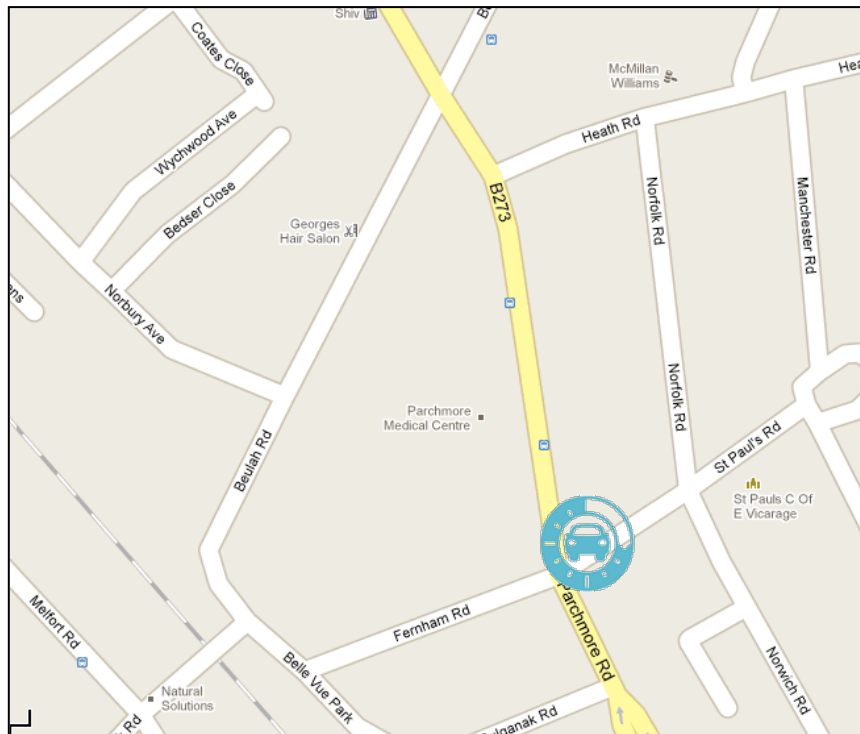 Shiv
Coates Close
McMillan
Williams
Heath Rd
Wychwood Ave
B273
Norfolk Rd
Manchester Rd
Bedser Close
Georges
Hair Salon
Norbury Ave
Norfolk Rd
Parchmore
Medical Centre
St Paul's Rd
Beulah Rd
St Pauls C Of
E Vicarage
Parchmore Rd
Fernham Rd
Melfort Rd
Norwich Rd
Belle Vue Park
Natural
Solutions
Rd